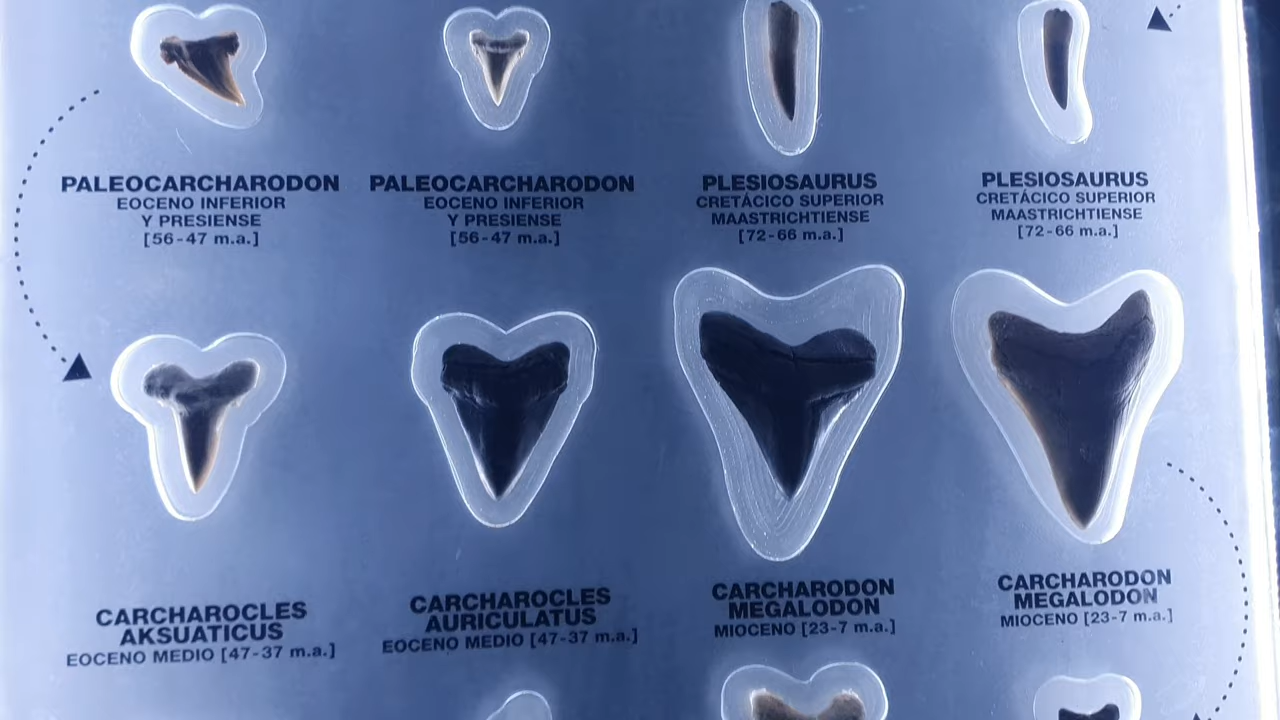 PALEOCARCHARODON
EOCENO INFERIOR
Y PRESIENSE
[56-47 m.a.]
PALEOCARCHARODON
EOCENO INFERIOR
Y PRESIENSE
[56-47 m.a.]
PLESIOSAURUS
CRETÁCICO SUPERIOR
MAASTRICHTIENSE
[72-66 m.a.]
PLESIOSAURUS
CRETÁCICO SUPERIOR
MAASTRICHTIENSE
[72-66 m.a.]
CARCHAROCLES
AKSUATICUS
EOCENO MEDIO [47-37 m.a.]
CARCHAROCLES
AURICULATUS
EOCENO MEDIO [47-37 m.a.]
CARCHARODON
MEGALODON
MIOCENO [23-7 m.a.]
CARCHARODON
MEGALODON
MIOCENO [23-7 m.a.]